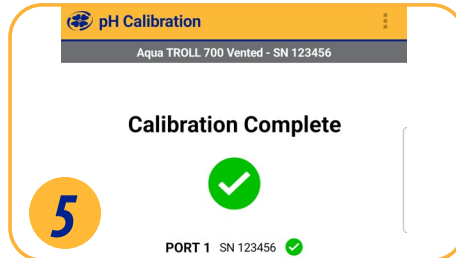 pH Calibration
Aqua TROLL 700 Vented - SN 123456
Calibration Complete
5
PORT 1 SN 123456